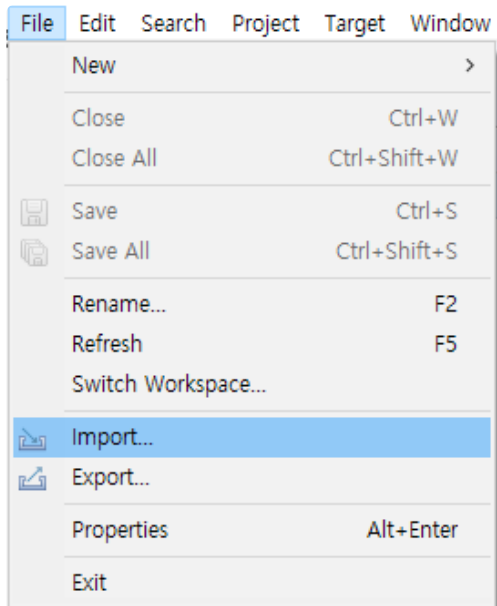 File Edit Search Project Target Window
New >
Close Ctrl+W
Close All Ctrl+Shift+W
Save Ctrl+S
Save All Ctrl+Shift+S
Rename... F2
Refresh F5
Switch Workspace...
Import...
Export...
Properties Alt+Enter
Exit